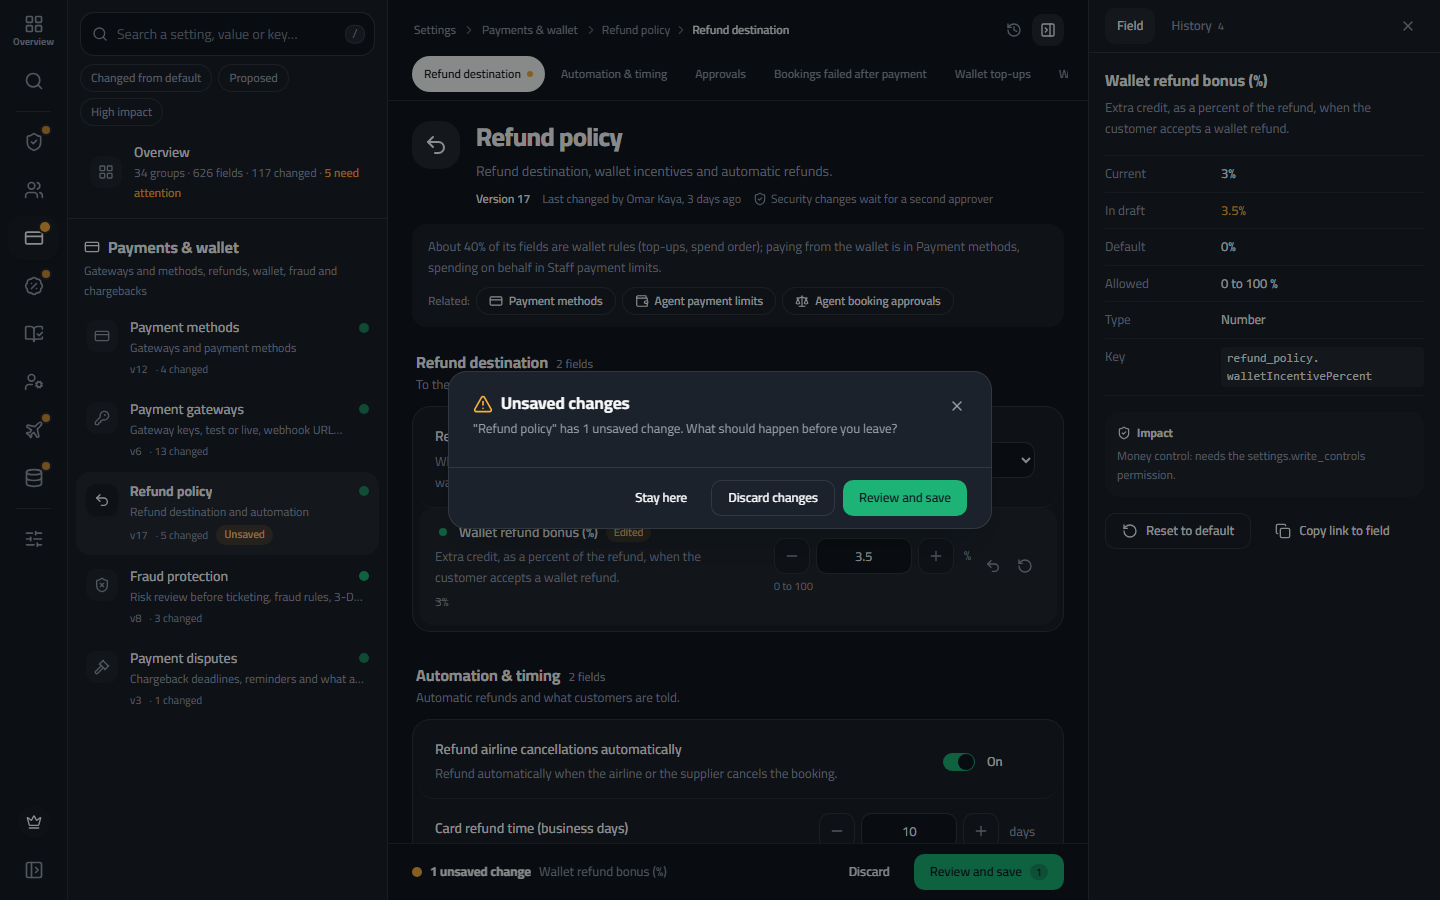 Overview
Search a setting, value or key...
/
Changed from default
Proposed
High impact
Overview
34 groups · 626 fields · 117 changed · 5 need
attention
Payments & wallet
Gateways and methods, refunds, wallet, fraud and
chargebacks
Payment methods
Gateways and payment methods
v12 · 4 changed
Payment gateways
Gateway keys, test or live, webhook URL...
v6 · 13 changed
Refund policy
Refund destination and automation
v17 · 5 changed
Unsaved
Fraud protection
Risk review before ticketing, fraud rules, 3-D...
v8 · 3 changed
Payment disputes
Chargeback deadlines, reminders and what a...
v3 · 1 changed
Settings > Payments & wallet > Refund policy > Refund destination
Refund destination
Automation & timing
Approvals
Bookings failed after payment
Wallet top-ups
W
Refund policy
Refund destination, wallet incentives and automatic refunds.
Version 17 Last changed by Omar Kaya, 3 days ago Security changes wait for a second approver
About 40% of its fields are wallet rules (top-ups, spend order); paying from the wallet is in Payment methods,
spending on behalf in Staff payment limits.
Related: Payment methods Agent payment limits Agent booking approvals
Refund destination 2 fields
To the
Re
Wh
wa
Unsaved changes
"Refund policy" has 1 unsaved change. What should happen before you leave?
Stay here
Discard changes
Review and save
Wallet refund bonus (%) Edited
Extra credit, as a percent of the refund, when the
customer accepts a wallet refund.
3%
3.5
%
0 to 100
Automation & timing 2 fields
Automatic refunds and what customers are told.
Refund airline cancellations automatically
Refund automatically when the airline or the supplier cancels the booking.
On
Card refund time (business days)
10
days
1 unsaved change Wallet refund bonus (%)
Discard
Review and save 1
Field
History 4
Wallet refund bonus (%)
Extra credit, as a percent of the refund, when the
customer accepts a wallet refund.
Current 3%
In draft 3.5%
Default 0%
Allowed 0 to 100 %
Type Number
Key refund_policy.
walletIncentivePercent
Impact
Money control: needs the settings.write_controls
permission.
Reset to default
Copy link to field